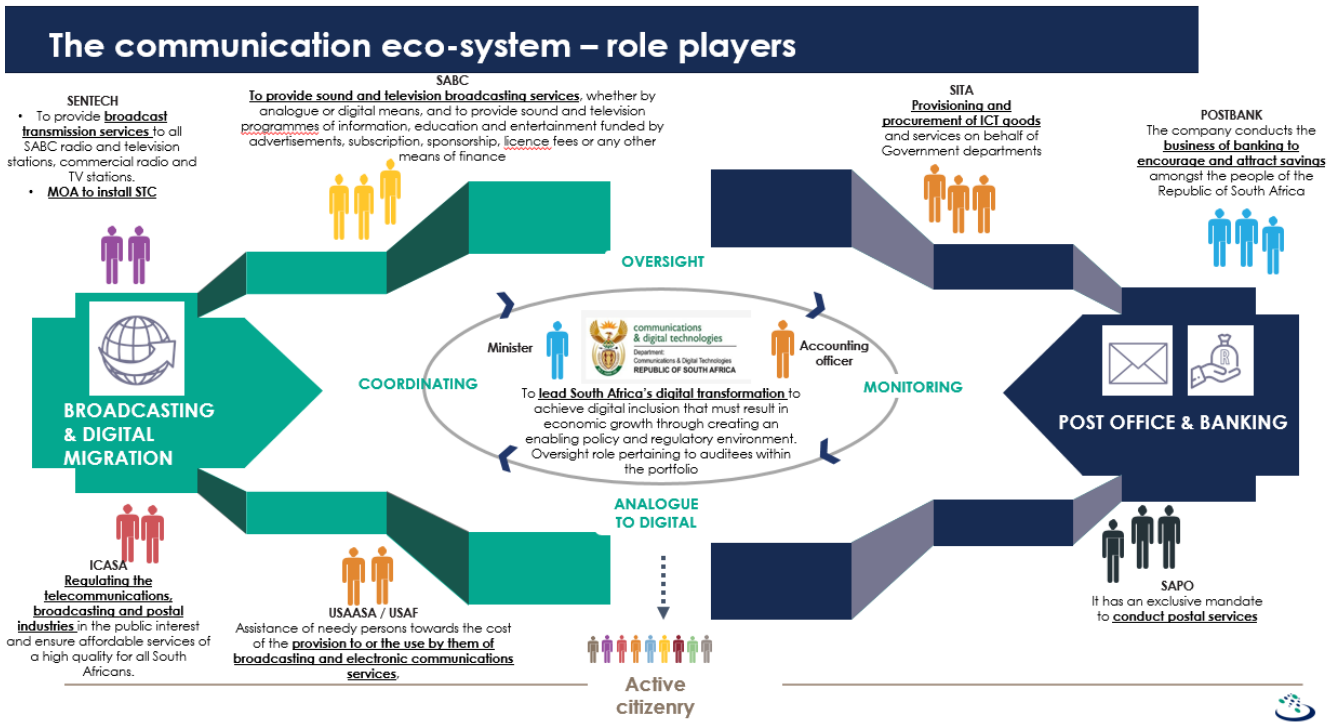 The communication eco-system – role players
SENTECH
• To provide broadcast
transmission services to all
SABC radio and television
stations, commercial radio and
TV stations.
• MOA to install STC
SABC
To provide sound and television broadcasting services, whether by
analogue or digital means, and to provide sound and television
programmes of information, education and entertainment funded by
advertisements, subscription, sponsorship, licence fees or any other
means of finance
SITA
Provisioning and
procurement of ICT goods
and services on behalf of
Government departments
POSTBANK
The company conducts the
business of banking to
encourage and attract savings
amongst the people of the
Republic of South Africa
OVERSIGHT
Minister
communications
& digital technologies
Department:
Communications & Digital Technologies
REPUBLIC OF SOUTH AFRICA
Accounting
officer
COORDINATING
MONITORING
To lead South Africa's digital transformation to
achieve digital inclusion that must result in
economic growth through creating an
enabling policy and regulatory environment.
Oversight role pertaining to auditees within
the portfolio
BROADCASTING
& DIGITAL
MIGRATION
R
POST OFFICE & BANKING
ANALOGUE
TO DIGITAL
ICASA
Regulating the
telecommunications,
broadcasting and postal
industries in the public interest
and ensure affordable services of
a high quality for all South
Africans.
USAASA / USAF
Assistance of needy persons towards the cost
of the provision to or the use by them of
broadcasting and electronic communications
services,
SAPO
It has an exclusive mandate
to conduct postal services
Active
citizenry